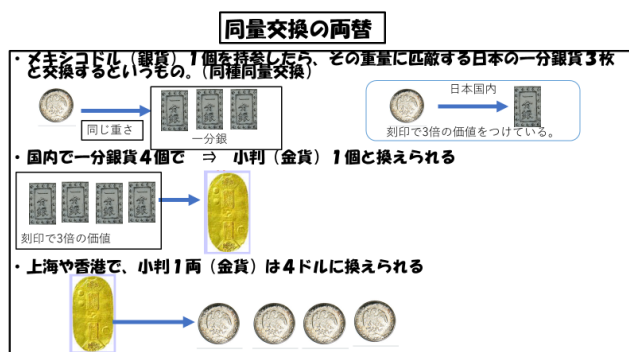 同量交換の両替
・メキシコドル（銀貨）１個を持参したら、その重量に匹敵する日本の一分銀貨３枚
と交換するというもの。（同種同量交換）
同じ重さ
一分銀
日本国内
刻印で3倍の価値をつけている。
・国内で一分銀貨４個で　⇒　小判（金貨）１個と換えられる
刻印で3倍の価値
・上海や香港で、小判１両（金貨）は４ドルに換えられる